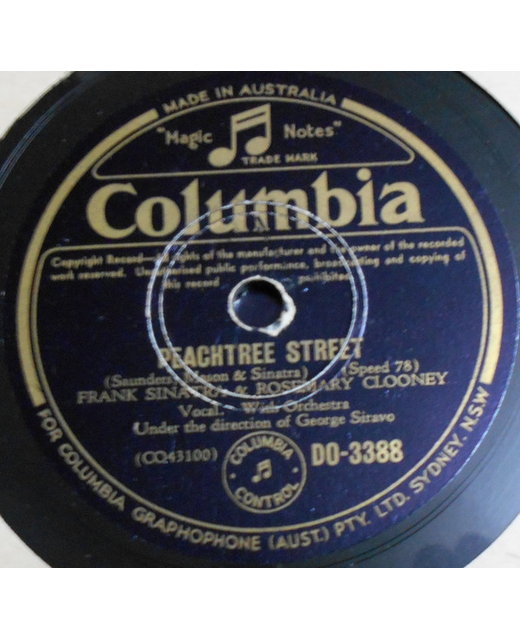 MADE IN AUSTRALIA
"Magic Notes"
TRADE MARK
Columbia
Copyright Record—All rights of the manufacturer and the owner of the recorded
work reserved. Unauthorised public performance, broadcasting and copying of
this record prohibited
PEACHTREE STREET
(Saunders, Mason & Sinatra) (Speed 78)
FRANK SINATRA & ROSEMARY CLOONEY
Vocal. With Orchestra
Under the direction of George Siravo
(CO43100)
COLUMBIA CONTROL
DO-3388
FOR COLUMBIA GRAPHOPHONE (AUST.) PTY. LTD. SYDNEY. N.S.W